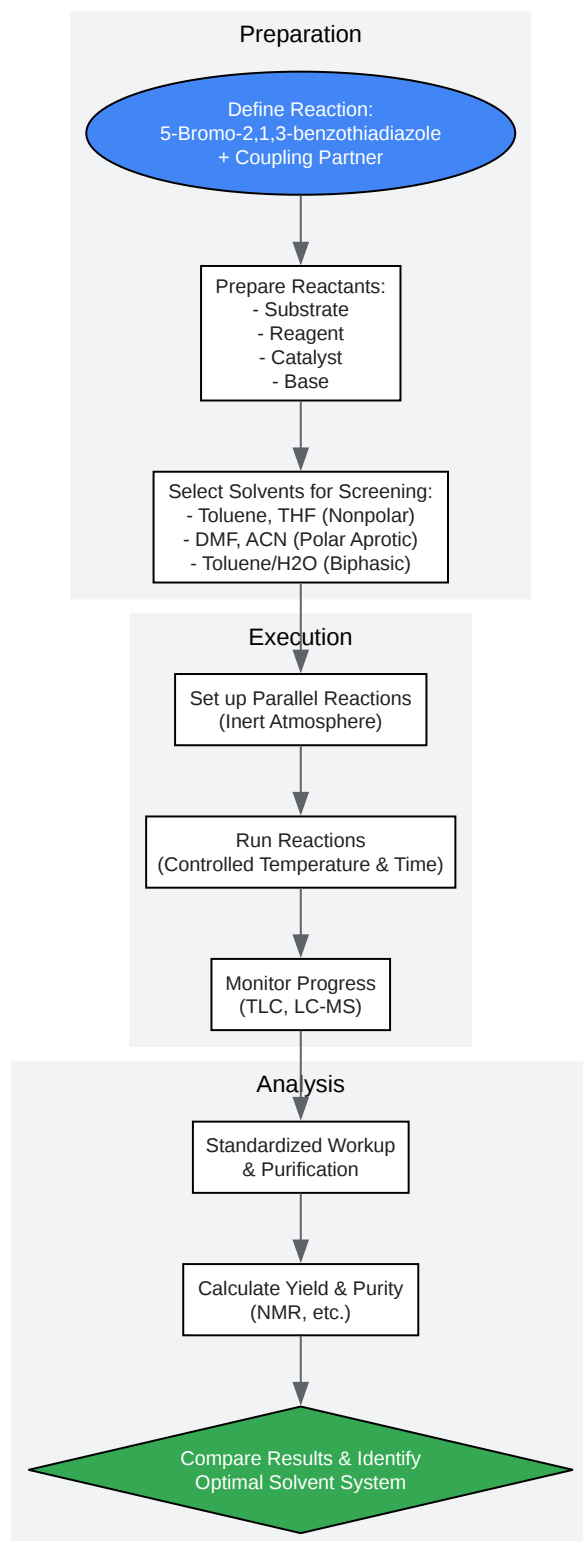 Preparation
Define Reaction:
5-Bromo-2,1,3-benzothiadiazole
+ Coupling Partner
Prepare Reactants:
- Substrate
- Reagent
- Catalyst
- Base
Select Solvents for Screening:
- Toluene, THF (Nonpolar)
- DMF, ACN (Polar Aprotic)
- Toluene/H2O (Biphasic)
Execution
Set up Parallel Reactions
(Inert Atmosphere)
Run Reactions
(Controlled Temperature & Time)
Monitor Progress
(TLC, LC-MS)
Analysis
Standardized Workup
& Purification
Calculate Yield & Purity
(NMR, etc.)
Compare Results & Identify
Optimal Solvent System